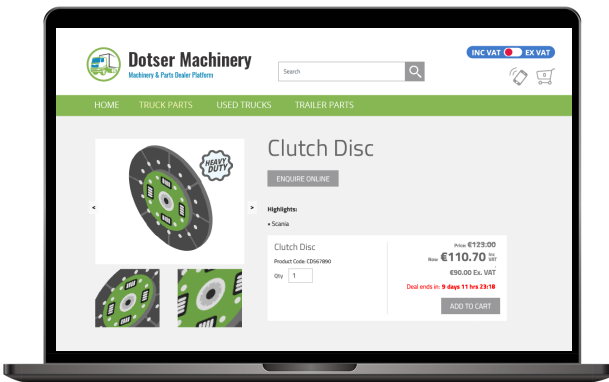 Dotser Machinery
Machinery & Parts Dealer Platform
Search
INC VAT EX VAT
0
HOME TRUCK PARTS USED TRUCKS TRAILER PARTS
HEAVY
DUTY
< >
Clutch Disc
ENQUIRE ONLINE
Highlights:
• Scania
Clutch Disc
Product Code: CD567890
Qty 1
Price €123.00
Now €110.70 Inc. VAT
€90.00 Ex. VAT
Deal ends in: 9 days 11 hrs 23:18
ADD TO CART